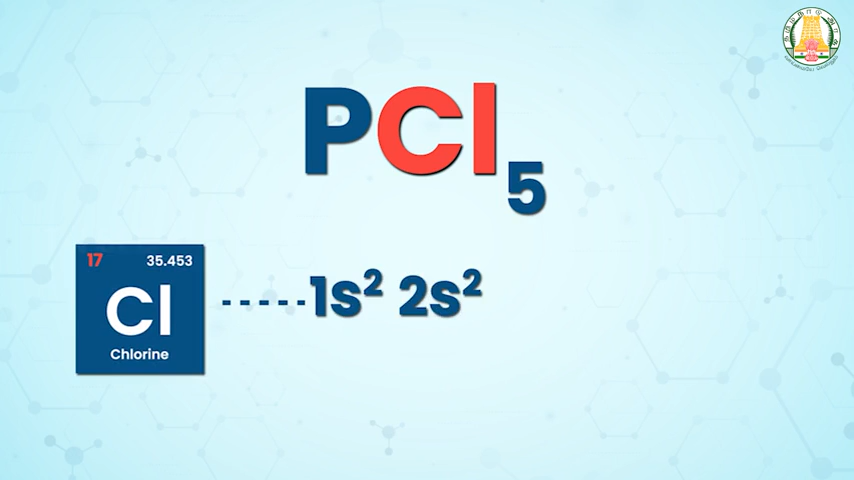 PCl₅
17 35.453
Cl
Chlorine
-----1S² 2S²